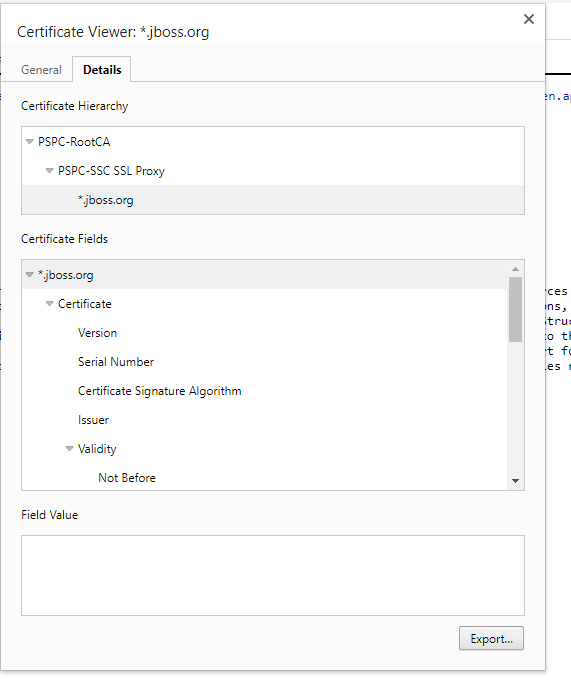 Certificate Viewer: *.jboss.org
General Details
Certificate Hierarchy
en.ap
PSPC-RootCA
PSPC-SSC SSL Proxy
*.jboss.org
Certificate Fields
*.jboss.org
rces
Certificate
ons,
Struc
Version
to th
rt fo
Serial Number
les
Certificate Signature Algorithm
Issuer
Validity
Not Before
Field Value
Export...